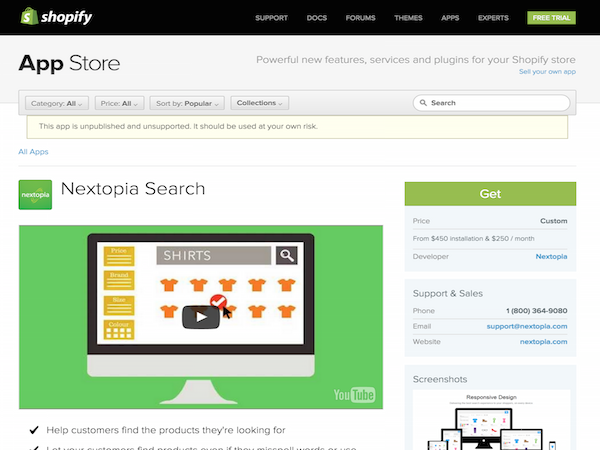 shopify
SUPPORT DOCS FORUMS THEMES APPS EXPERTS FREE TRIAL
App Store
Powerful new features, services and plugins for your Shopify store
Sell your own app
Category: All Price: All Sort by: Popular Collections Search
This app is unpublished and unsupported. It should be used at your own risk.
All Apps
nextopia
Nextopia Search
Price
Brand
Size
Colour
SHIRTS
YouTube
Help customers find the products they're looking for
Let your customers find products even if they misspell words or use
Get
Price Custom
From $450 installation & $250 / month
Developer Nextopia
Support & Sales
Phone 1 (800) 364-9080
Email support@nextopia.com
Website nextopia.com
Screenshots
Responsive Design